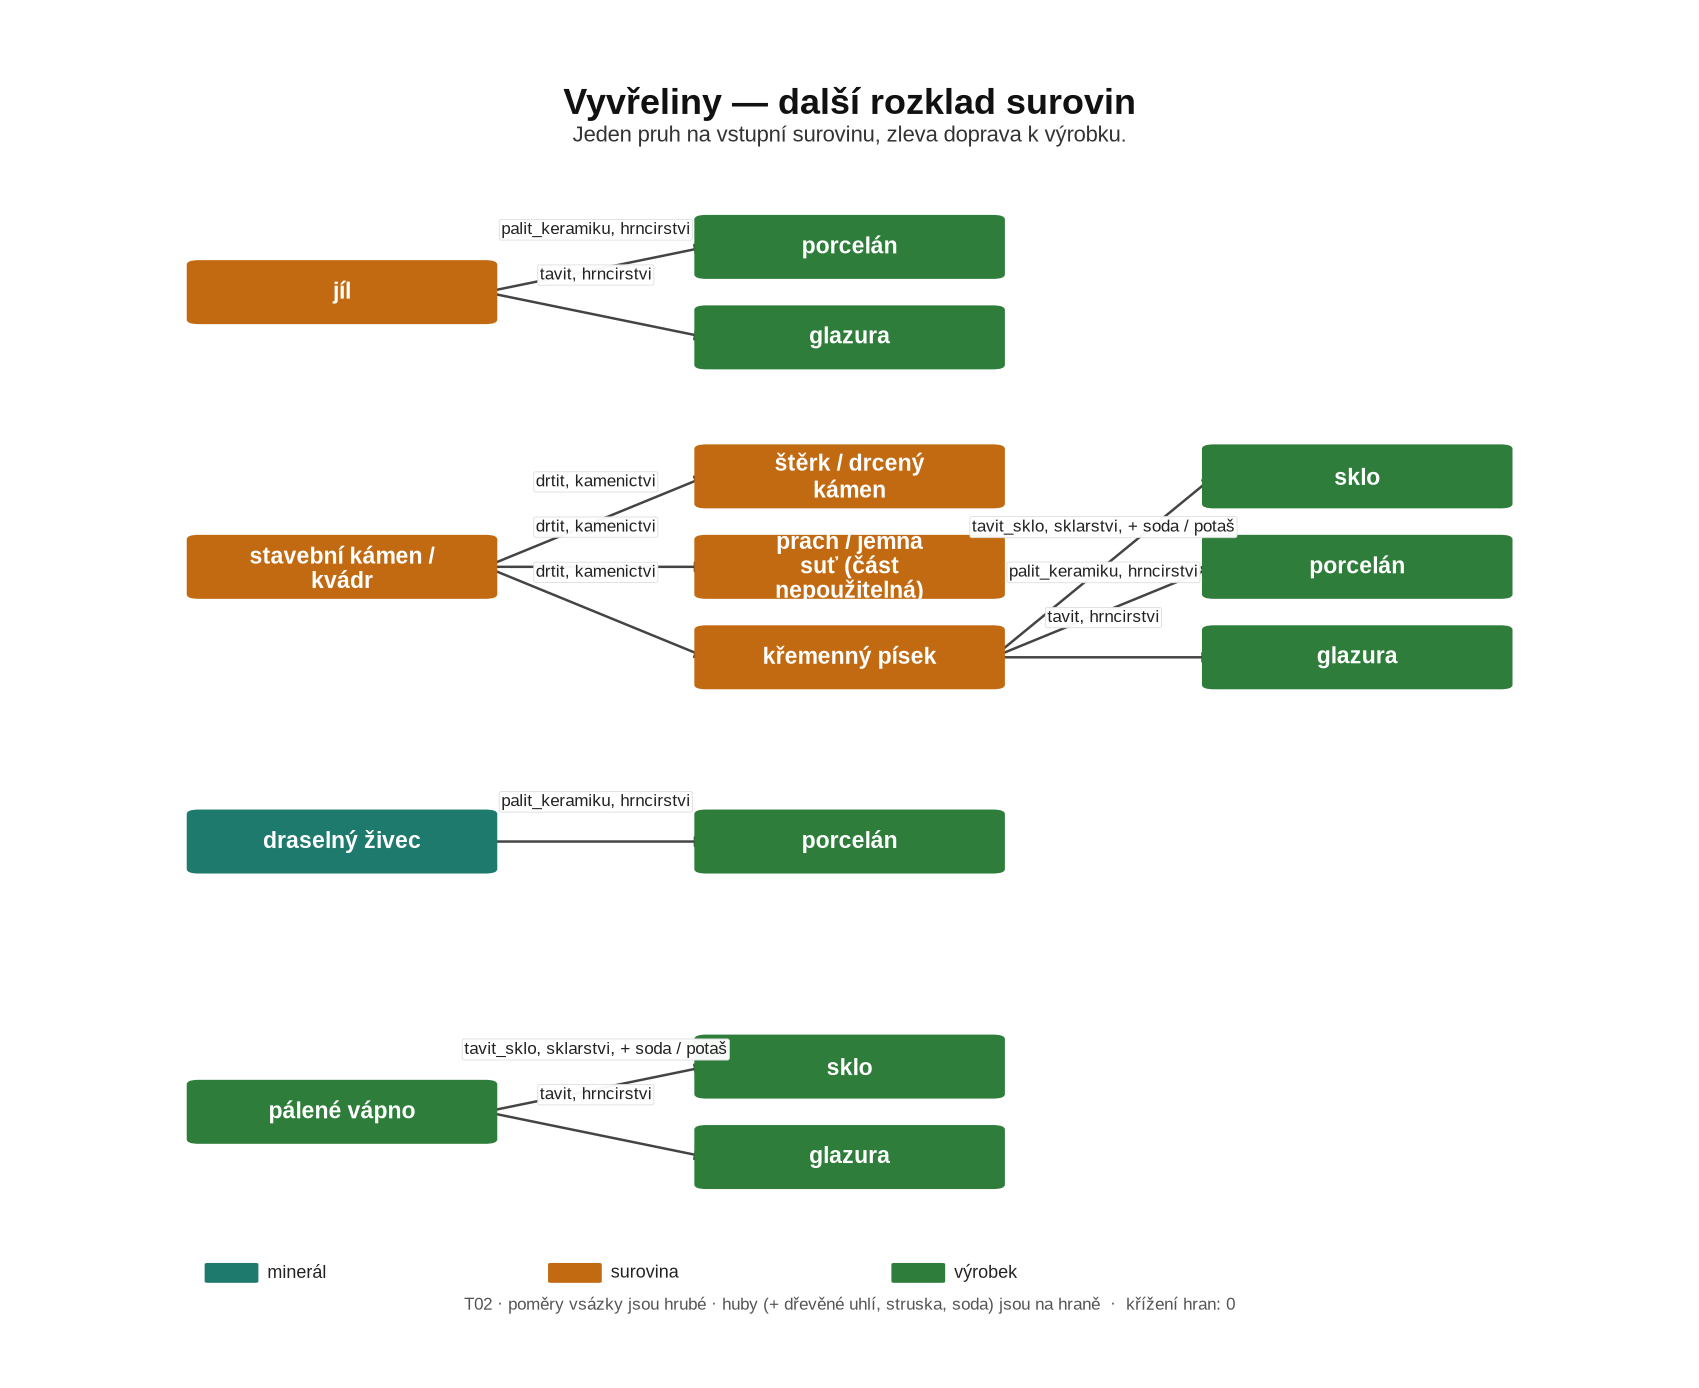 Vyvřeliny — další rozklad surovin
Jeden pruh na vstupní surovinu, zleva doprava k výrobku.
palit_keramiku, hrncirstvi
porcelán
jíl
tavit, hrncirstvi
glazura
štěrk / drcený
kámen
drtit, kamenictvi
sklo
drtit, kamenictvi
tavit_sklo, sklarstvi, + soda / potaš
stavební kámen /
kvádr
prach / jemná
suť (část
nepoužitelná)
porcelán
drtit, kamenictvi
palit_keramiku, hrncirstvi
tavit, hrncirstvi
křemenný písek
glazura
palit_keramiku, hrncirstvi
draselný živec
porcelán
tavit_sklo, sklarstvi, + soda / potaš
sklo
tavit, hrncirstvi
pálené vápno
glazura
minerál
surovina
výrobek
T02 · poměry vsázky jsou hrubé · huby (+ dřevěné uhlí, struska, soda) jsou na hraně · křížení hran: 0